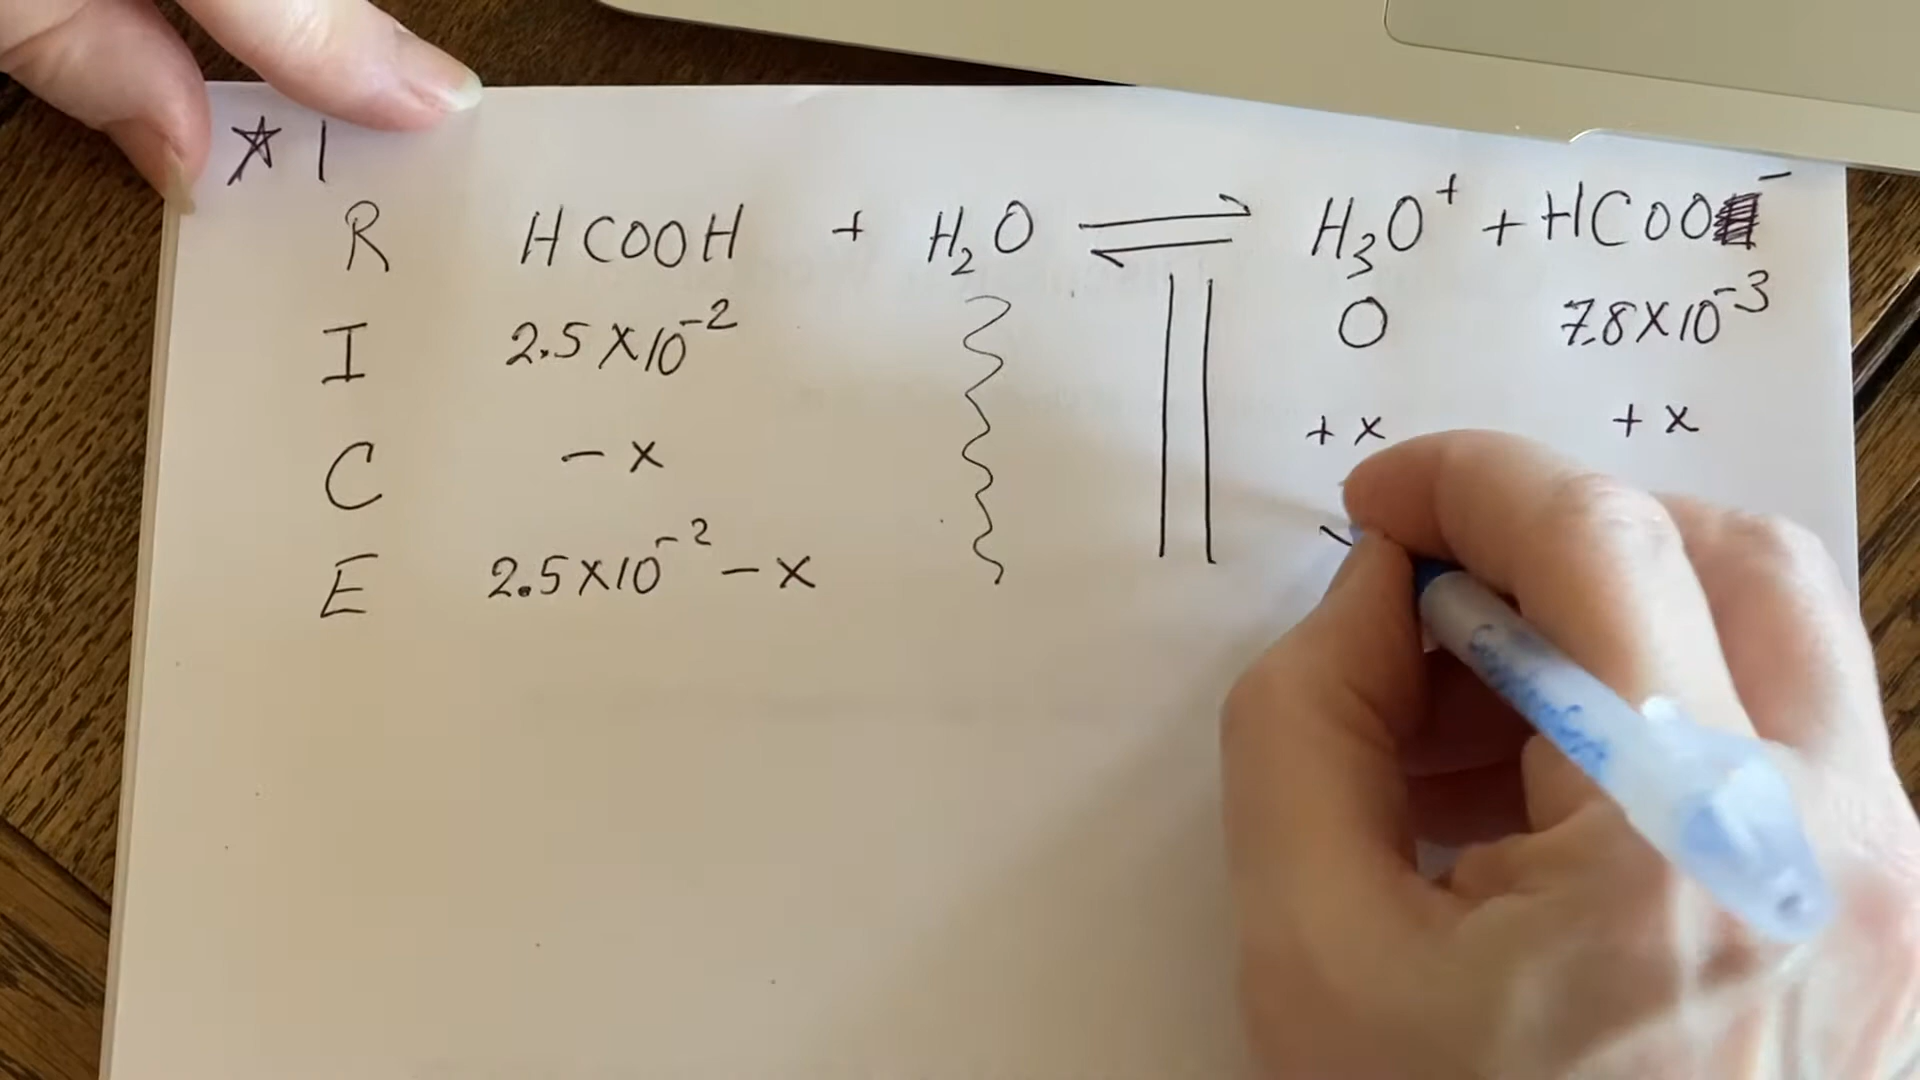 ☆ 1
R HCOOH + H₂O ⇌ H₃O⁺ + HCOO⁻
I 2.5 × 10⁻² 0 7.8 × 10⁻³
C − x + x + x
E 2.5 × 10⁻² − x